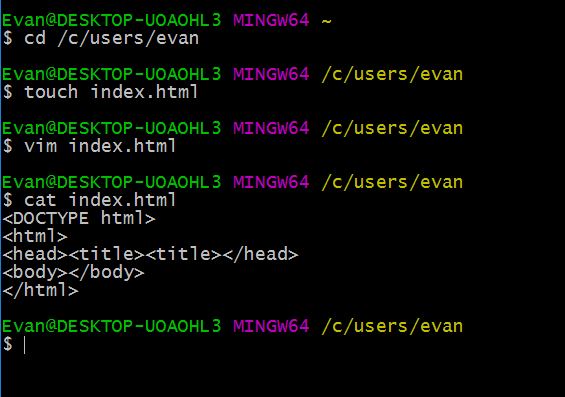 Evan@DESKTOP-UOAOHL3 MINGW64 ~
$ cd /c/users/evan
Evan@DESKTOP-UOAOHL3 MINGW64 /c/users/evan
$ touch index.html
Evan@DESKTOP-UOAOHL3 MINGW64 /c/users/evan
$ vim index.html
Evan@DESKTOP-UOAOHL3 MINGW64 /c/users/evan
$ cat index.html
<DOCTYPE html>
<html>
<head><title><title></head>
<body></body>
</html>
Evan@DESKTOP-UOAOHL3 MINGW64 /c/users/evan
$